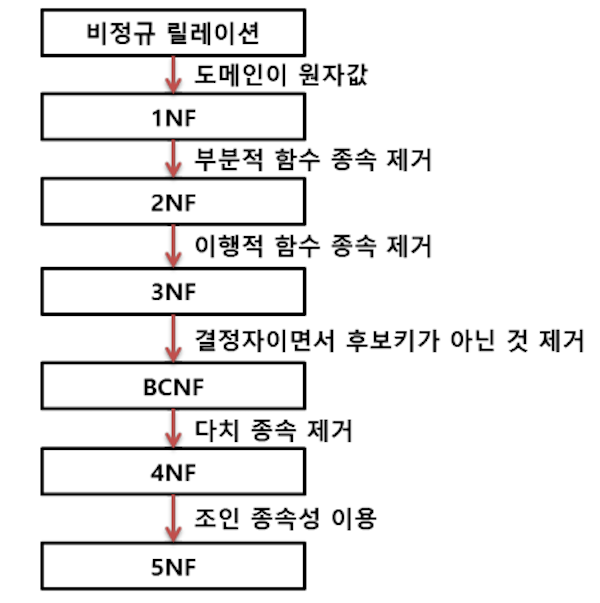 비정규 릴레이션
도메인이 원자값
1NF
부분적 함수 종속 제거
2NF
이행적 함수 종속 제거
3NF
결정자이면서 후보키가 아닌 것 제거
BCNF
다치 종속 제거
4NF
조인 종속성 이용
5NF